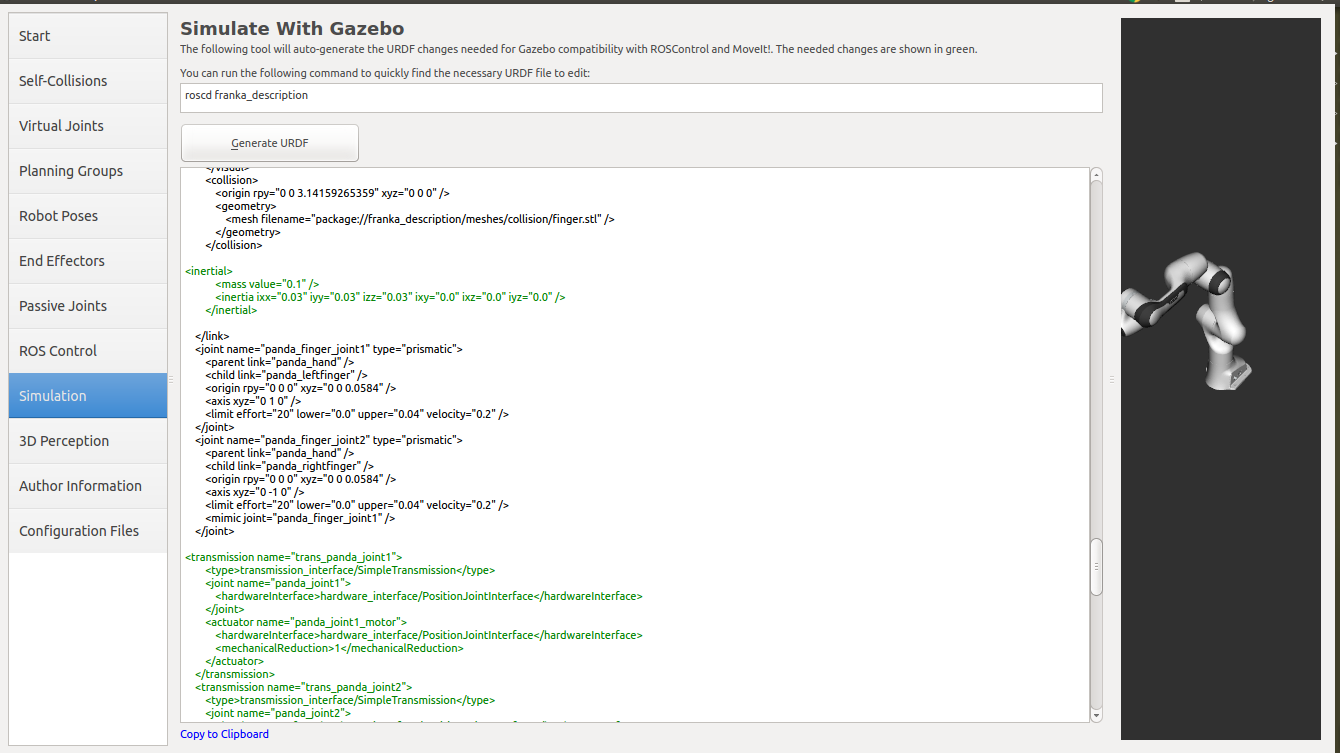 Start
Self-Collisions
Virtual Joints
Planning Groups
Robot Poses
End Effectors
Passive Joints
ROS Control
Simulation
3D Perception
Author Information
Configuration Files
Simulate With Gazebo
The following tool will auto-generate the URDF changes needed for Gazebo compatibility with ROSControl and MoveIt!. The needed changes are shown in green.
You can run the following command to quickly find the necessary URDF file to edit:
roscd franka_description
Generate URDF
</visual>
<collision>
<origin rpy="0 0 3.14159265359" xyz="0 0 0" />
<geometry>
<mesh filename="package://franka_description/meshes/collision/finger.stl" />
</geometry>
</collision>
<inertial>
<mass value="0.1" />
<inertia ixx="0.03" iyy="0.03" izz="0.03" ixy="0.0" ixz="0.0" iyz="0.0" />
</inertial>
</link>
<joint name="panda_finger_joint1" type="prismatic">
<parent link="panda_hand" />
<child link="panda_leftfinger" />
<origin rpy="0 0 0" xyz="0 0 0.0584" />
<axis xyz="0 1 0" />
<limit effort="20" lower="0.0" upper="0.04" velocity="0.2" />
</joint>
<joint name="panda_finger_joint2" type="prismatic">
<parent link="panda_hand" />
<child link="panda_rightfinger" />
<origin rpy="0 0 0" xyz="0 0 0.0584" />
<axis xyz="0 -1 0" />
<limit effort="20" lower="0.0" upper="0.04" velocity="0.2" />
<mimic joint="panda_finger_joint1" />
</joint>
<transmission name="trans_panda_joint1">
<type>transmission_interface/SimpleTransmission</type>
<joint name="panda_joint1">
<hardwareInterface>hardware_interface/PositionJointInterface</hardwareInterface>
</joint>
<actuator name="panda_joint1_motor">
<hardwareInterface>hardware_interface/PositionJointInterface</hardwareInterface>
<mechanicalReduction>1</mechanicalReduction>
</actuator>
</transmission>
<transmission name="trans_panda_joint2">
<type>transmission_interface/SimpleTransmission</type>
<joint name="panda_joint2">
Copy to Clipboard